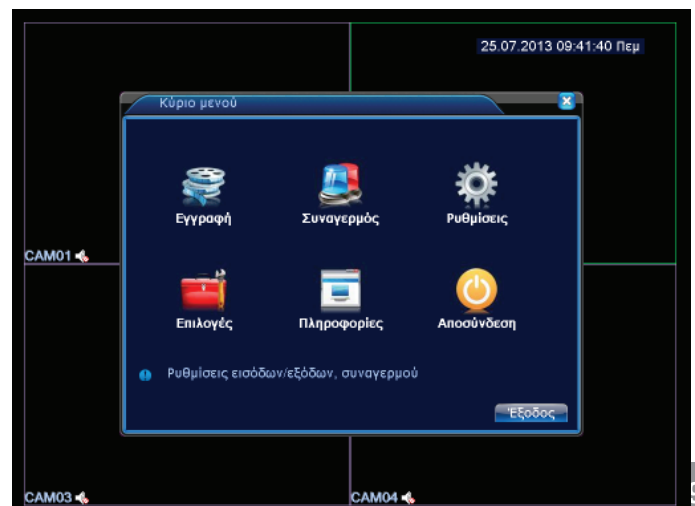 25.07.2013 09:41:40 Πεμ
Κύριο μενού
Εγγραφή Συναγερμός Ρυθμίσεις
CAM01
Επιλογές Πληροφορίες Αποσύνδεση
Ρυθμίσεις εισόδων/εξόδων, συναγερμού
Έξοδος
CAM03 CAM04